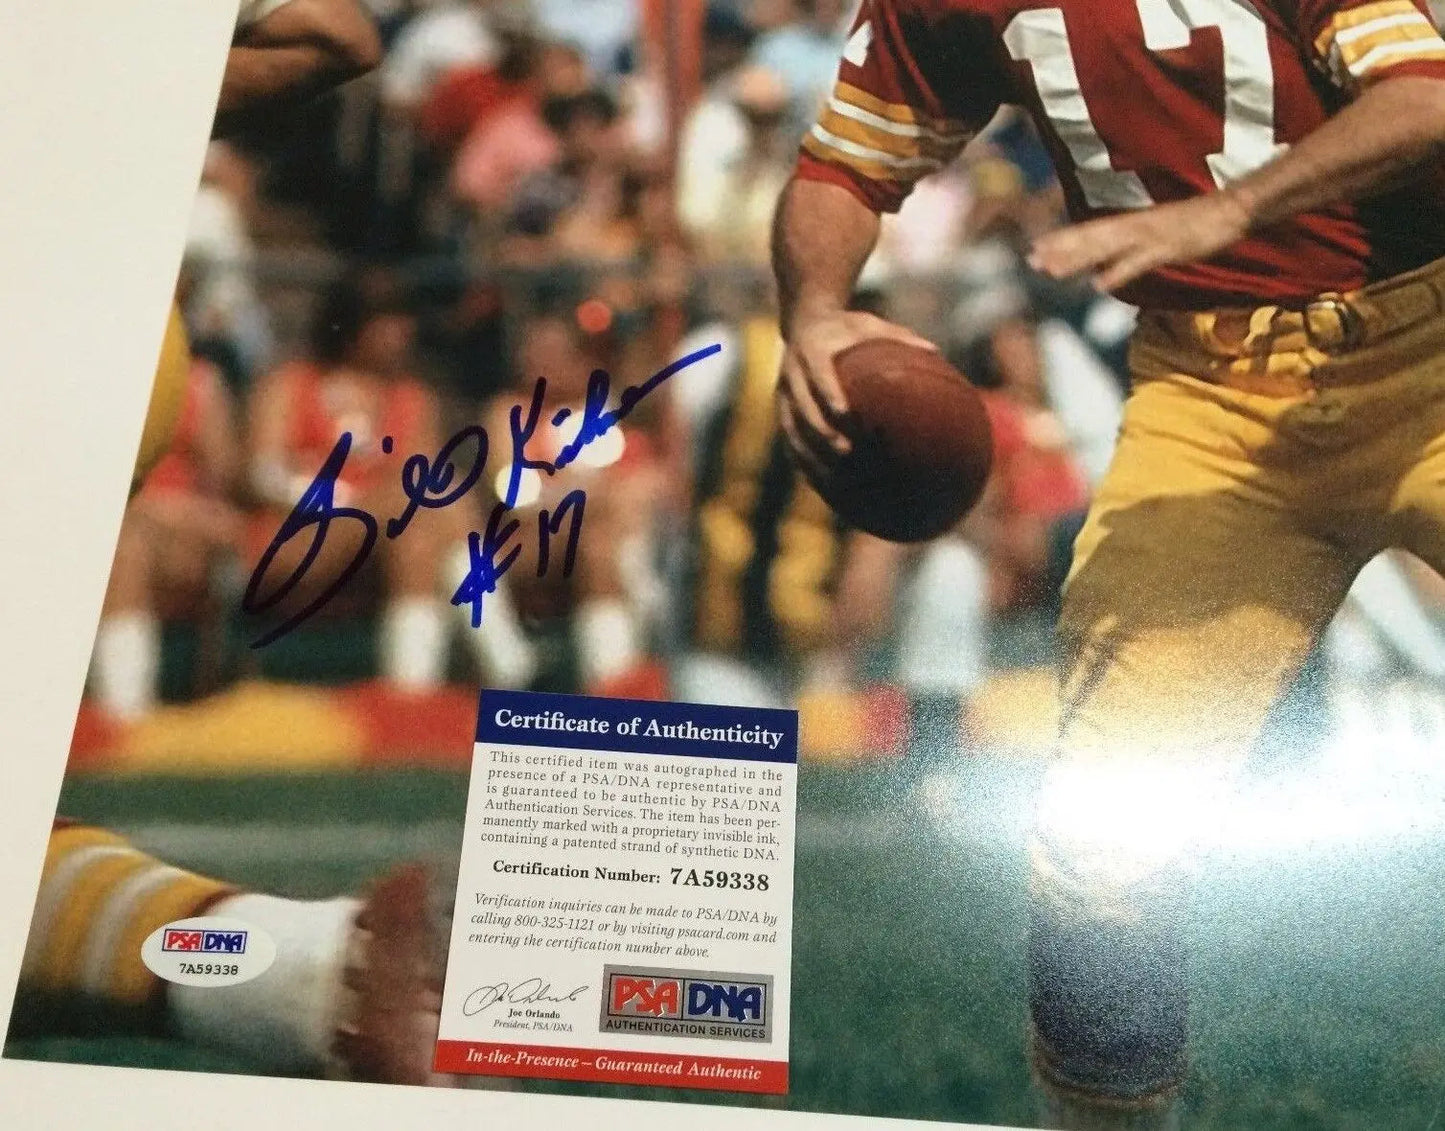 17
Bill Kilmer
#17
Certificate of Authenticity
This certified item was autographed in the
presence of a PSA/DNA representative and
is guaranteed to be authentic by PSA/DNA
Authentication Services. The item has been per-
manently marked with a proprietary invisible ink,
containing a patented strand of synthetic DNA.
Certification Number: 7A59338
Verification inquiries can be made to PSA/DNA by
calling 800-325-1121 or by visiting psacard.com and
entering the certification number above.
Joe Orlando
President, PSA/DNA
PSA DNA
AUTHENTICATION SERVICES
In-the-Presence – Guaranteed Authentic
PSA DNA
7A59338